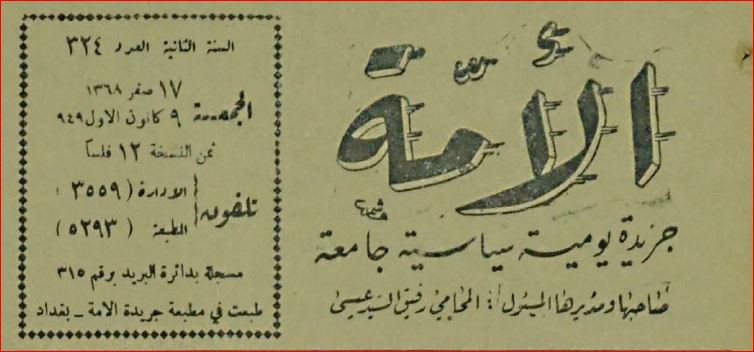 الأمة
جريدة يومية سياسية جامعة
صاحبها ومديرها المسئول : المحامي رفيق السيد عيسى
السنة الثانية العدد ٣٢٤
الجمعة
١٧ صفر ١٣٦٨
٩ كانون الاول ٩٤٩
ثمن النسخة ١٢ فلسا
تلفون
الادارة ( ٣٥٥٩ )
المطبعة ( ٥٢٩٣ )
مسجلة بدائرة البريد برقم ٣١٥
طبعت في مطبعة جريدة الامة - بغداد